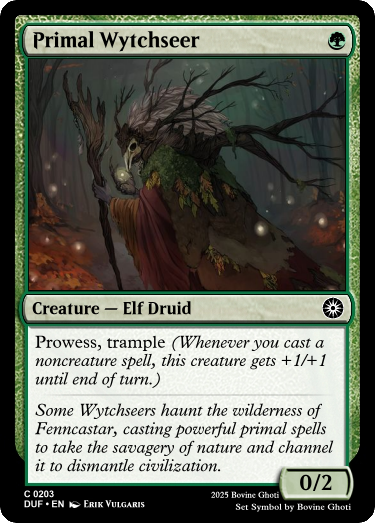 Primal Wytchseer
Creature — Elf Druid
Prowess, trample (Whenever you cast a
noncreature spell, this creature gets +1/+1
until end of turn.)
Some Wytchseers haunt the wilderness of
Fenncastar, casting powerful primal spells
to take the savagery of nature and channel
it to dismantle civilization.
0/2
C 0203
DUF • EN Erik Vulgaris
2025 Bovine Ghoti
Set Symbol by Bovine Ghoti